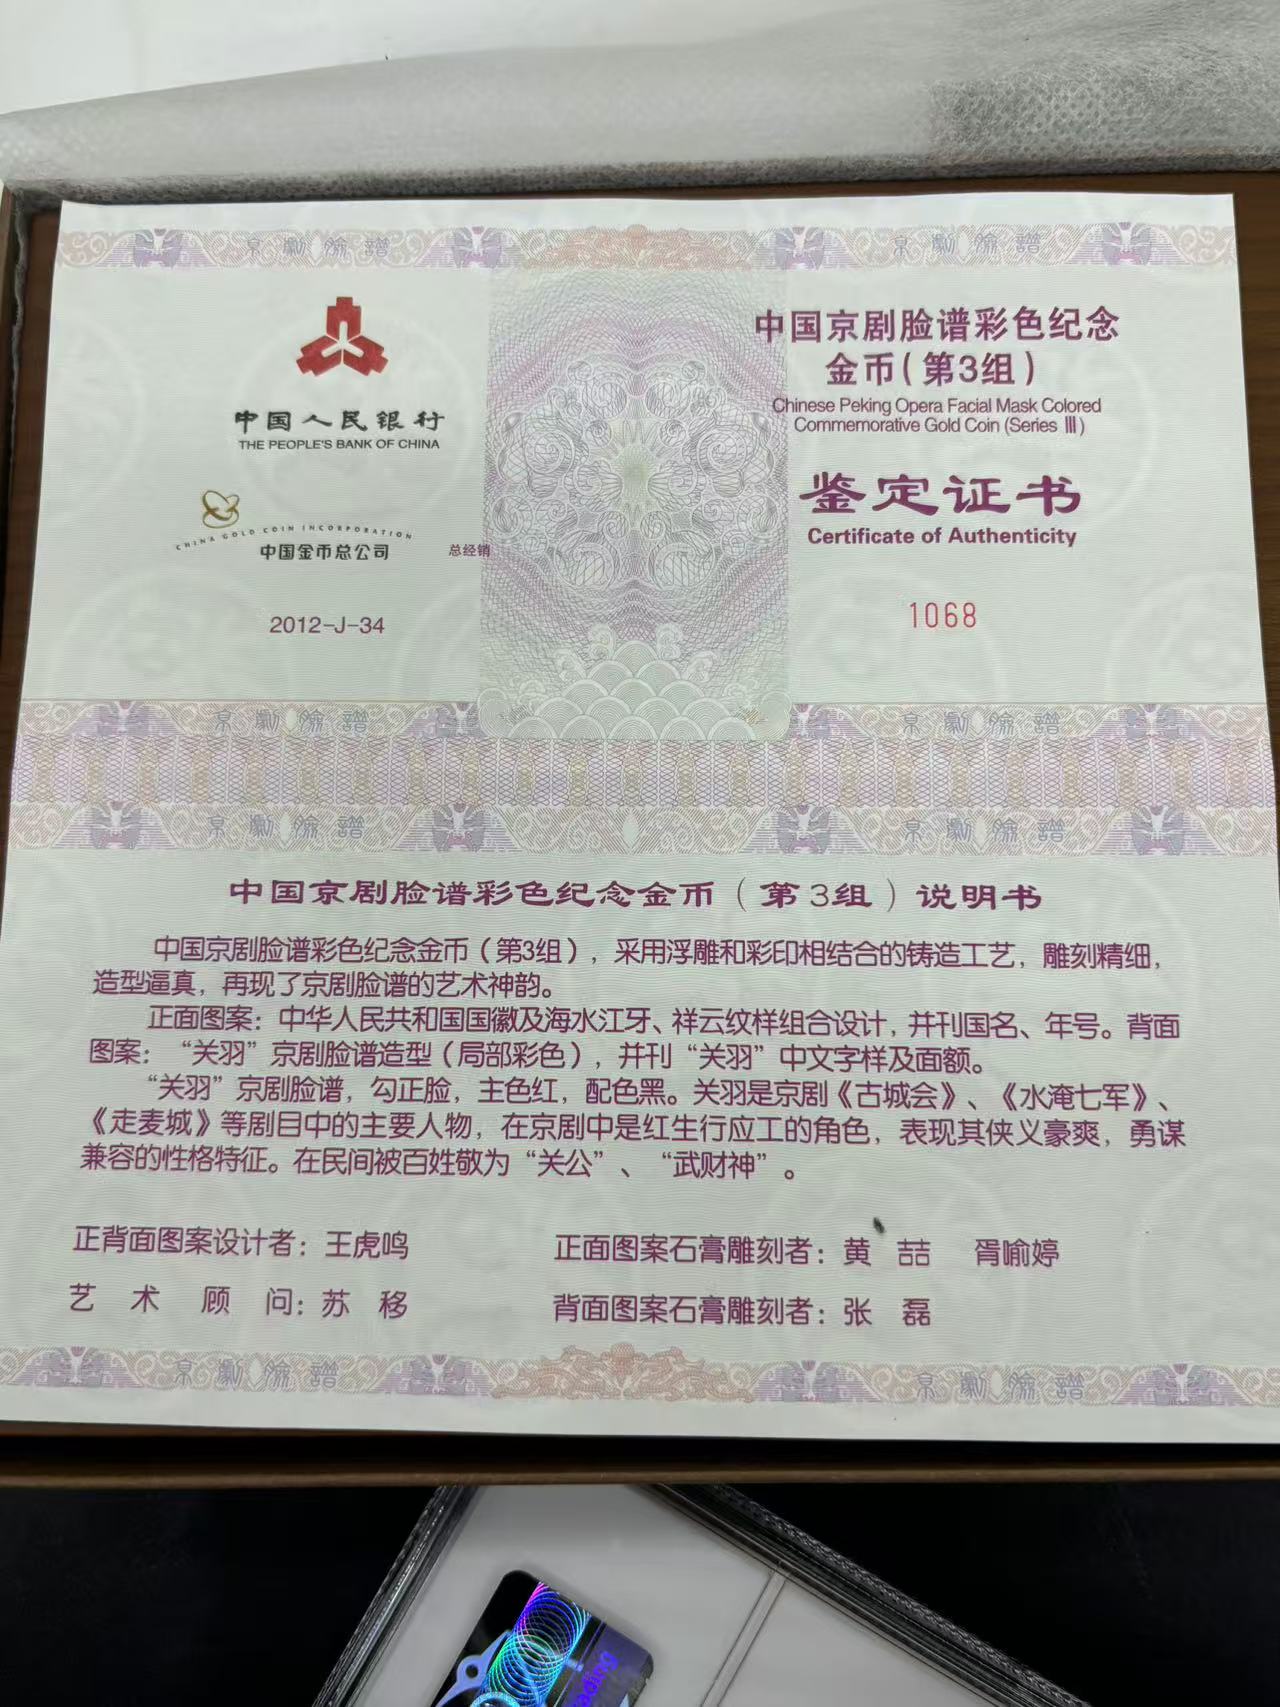 京劇臉譜
京劇臉譜
中国人民银行
THE PEOPLE'S BANK OF CHINA
CHINA GOLD COIN INCORPORATION
中国金币总公司
总经销
2012-J-34
中国京剧脸谱彩色纪念
金币（第3组）
Chinese Peking Opera Facial Mask Colored
Commemorative Gold Coin (Series Ⅲ)
鉴定证书
Certificate of Authenticity
1068
京劇臉譜
京劇臉譜
京劇臉譜
京劇臉譜
中国京剧脸谱彩色纪念金币（第3组）说明书
中国京剧脸谱彩色纪念金币（第3组），采用浮雕和彩印相结合的铸造工艺，雕刻精细，
造型逼真，再现了京剧脸谱的艺术神韵。
正面图案：中华人民共和国国徽及海水江牙、祥云纹样组合设计，并刊国名、年号。背面
图案：“关羽”京剧脸谱造型（局部彩色），并刊“关羽”中文字样及面额。
“关羽”京剧脸谱，勾正脸，主色红，配色黑。关羽是京剧《古城会》、《水淹七军》、
《走麦城》等剧目中的主要人物，在京剧中是红生行应工的角色，表现其侠义豪爽，勇谋
兼容的性格特征。在民间被百姓敬为“关公”、“武财神”。
正背面图案设计者：王虎鸣
正面图案石膏雕刻者：黄 喆 胥喻婷
艺术顾问：苏 移
背面图案石膏雕刻者：张 磊
京劇臉譜
京劇臉譜
ading